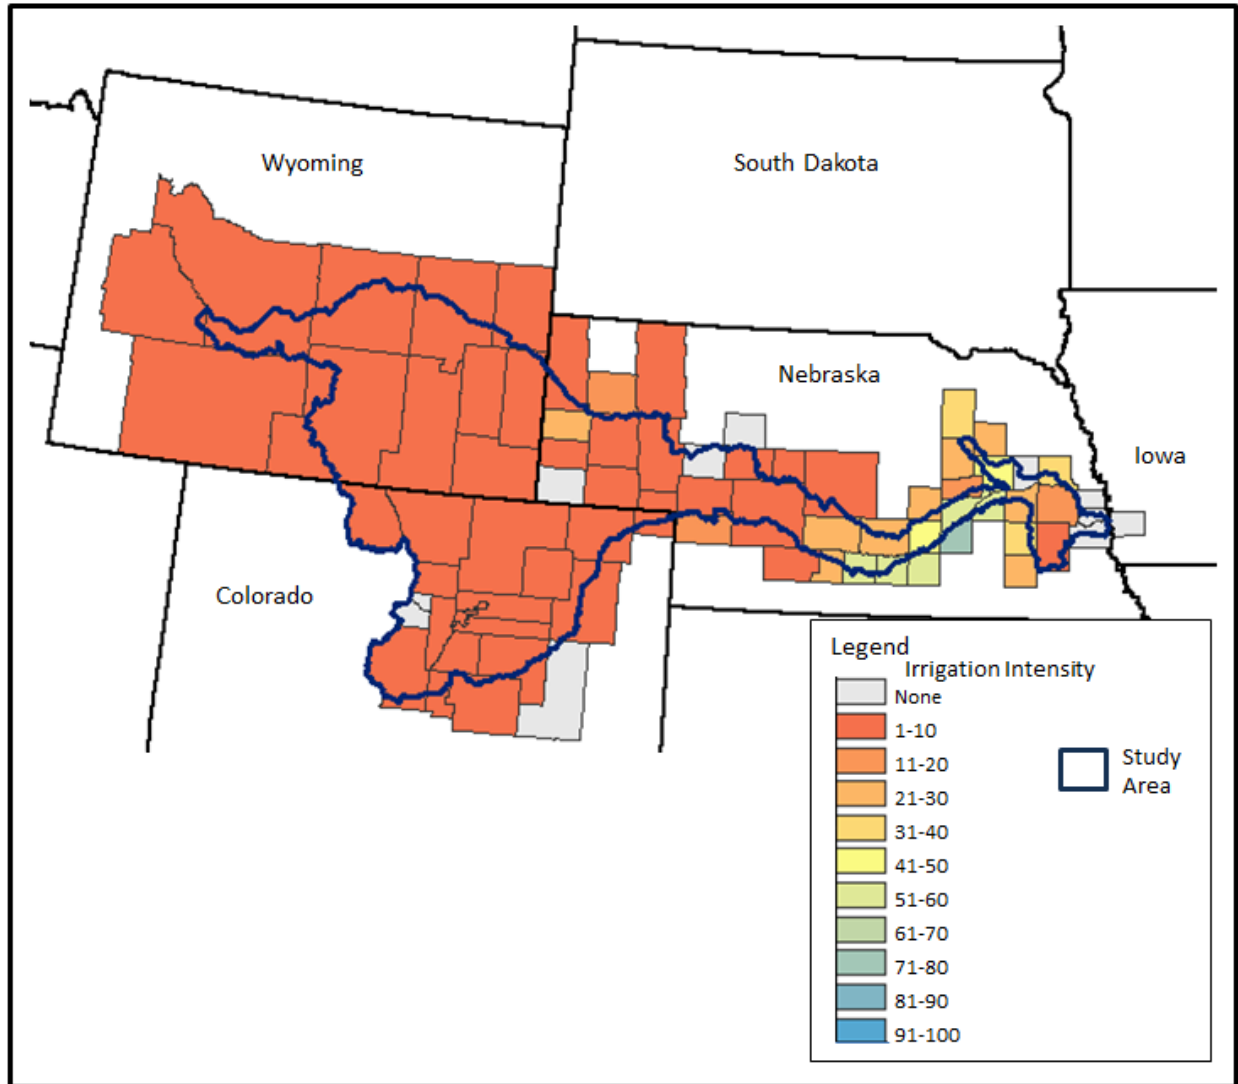 Wyoming
South Dakota
Nebraska
Iowa
Colorado
Legend
Irrigation Intensity
None
1-10
11-20
21-30
31-40
41-50
51-60
61-70
71-80
81-90
91-100
Study
Area